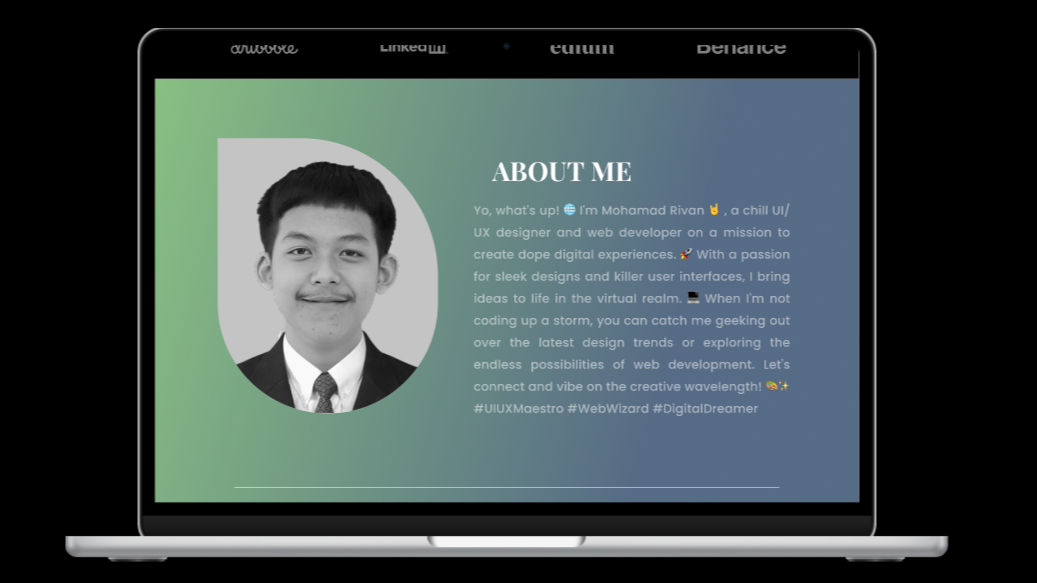 Behance
ABOUT ME
Yo, what's up! 🌐 I'm Mohamad Rivan 🤘 , a chill UI/
UX designer and web developer on a mission to
create dope digital experiences. 🚀 With a passion
for sleek designs and killer user interfaces, I bring
ideas to life in the virtual realm. 💻 When I'm not
coding up a storm, you can catch me geeking out
over the latest design trends or exploring the
endless possibilities of web development. Let's
connect and vibe on the creative wavelength! 🎨✨
#UIUXMaestro #WebWizard #DigitalDreamer